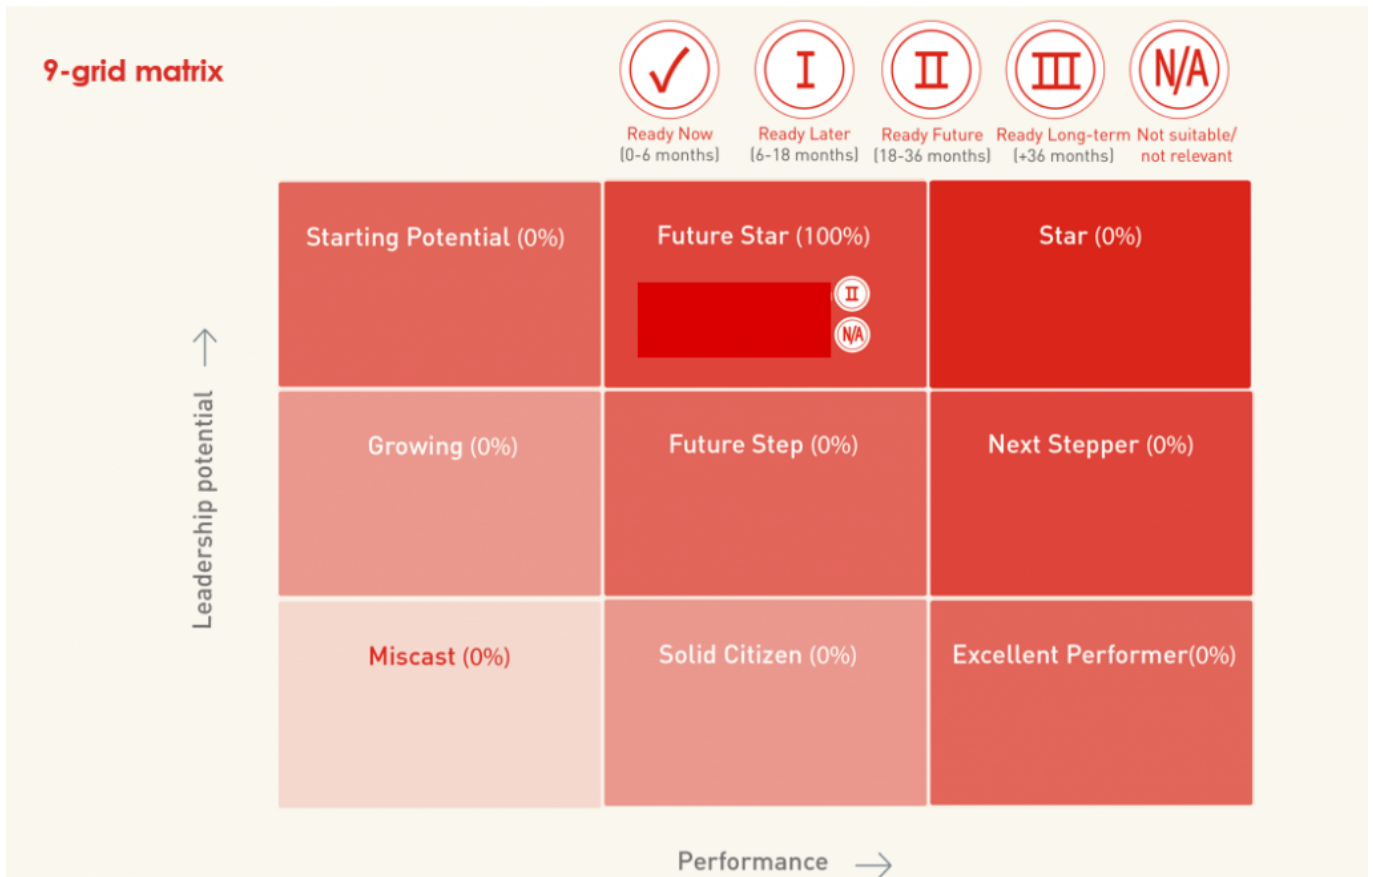 9-grid matrix
I
II
III
N/A
Ready Now
(0-6 months)
Ready Later
(6-18 months)
Ready Future
(18-36 months)
Ready Long-term
(+36 months)
Not suitable/
not relevant
Starting Potential (0%)
Future Star (100%)
Star (0%)
II
N/A
Growing (0%)
Future Step (0%)
Next Stepper (0%)
Miscast (0%)
Solid Citizen (0%)
Excellent Performer(0%)
Leadership potential
Performance